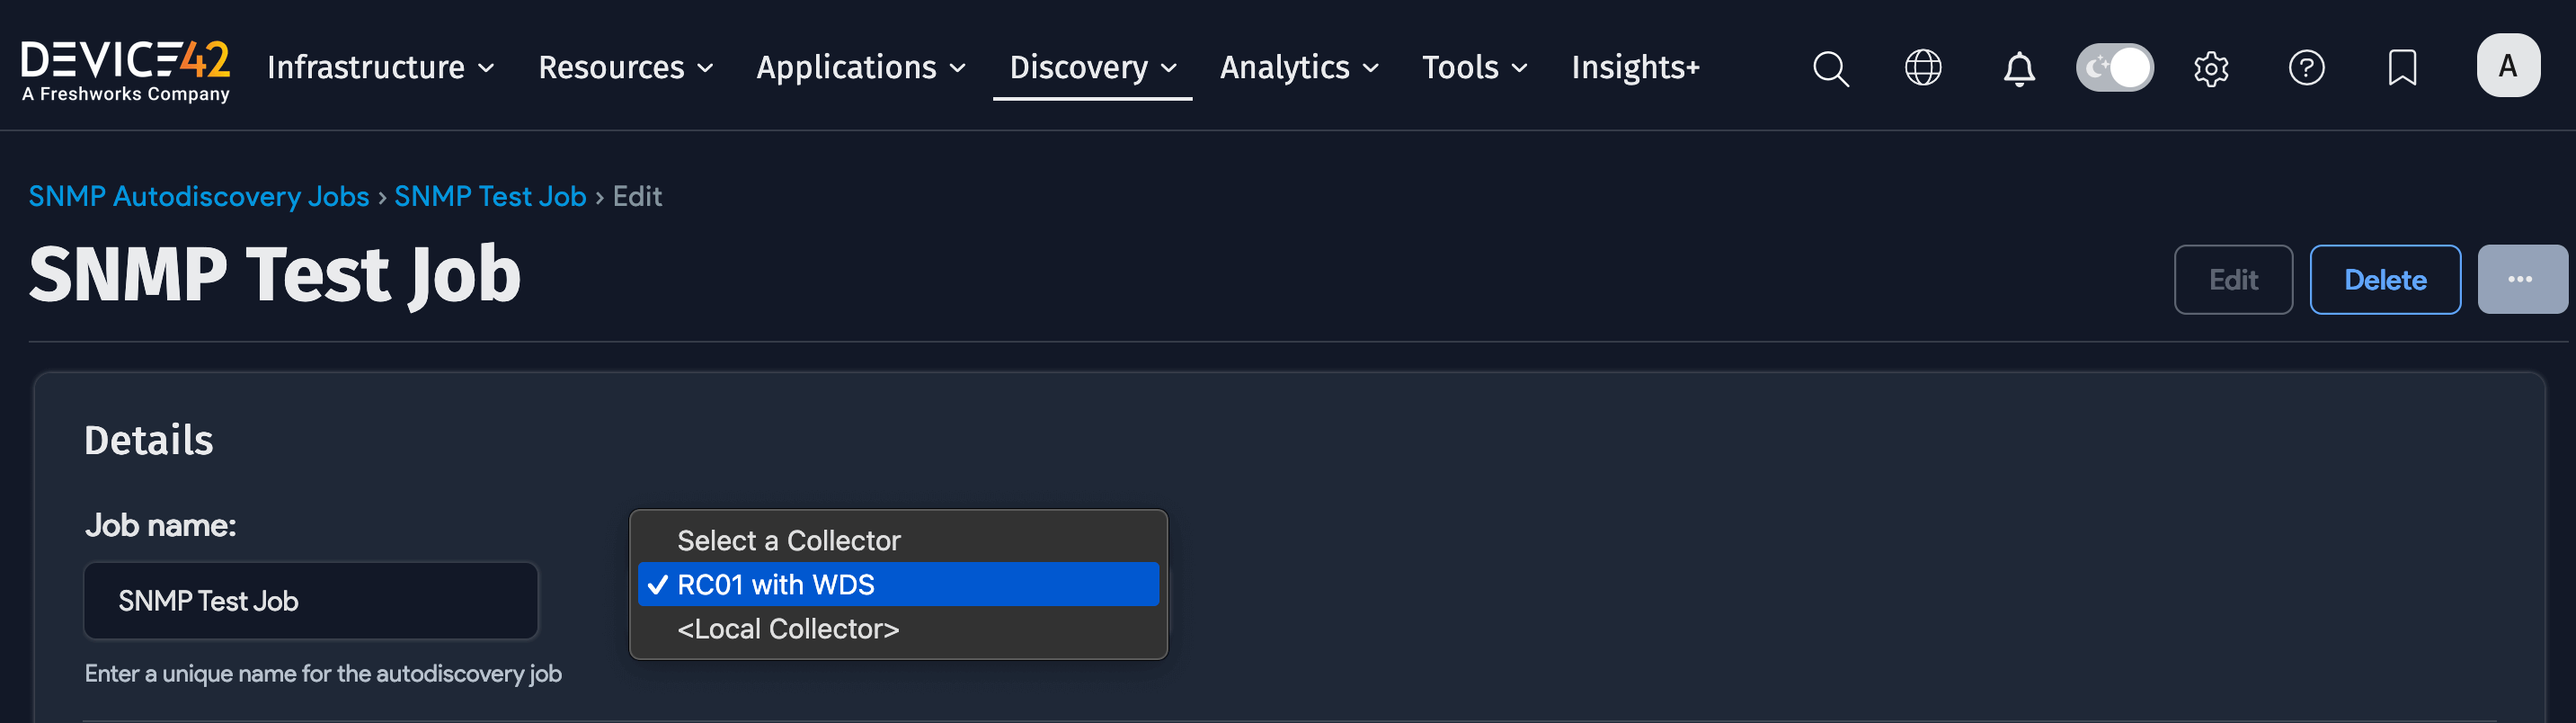 DEVICE42
A Freshworks Company
Infrastructure Resources Applications Discovery Analytics Tools Insights+ A
SNMP Autodiscovery Jobs › SNMP Test Job › Edit
SNMP Test Job
Edit Delete ...
Details
Job name:
SNMP Test Job
Enter a unique name for the autodiscovery job
Select a Collector
✓ RC01 with WDS
<Local Collector>